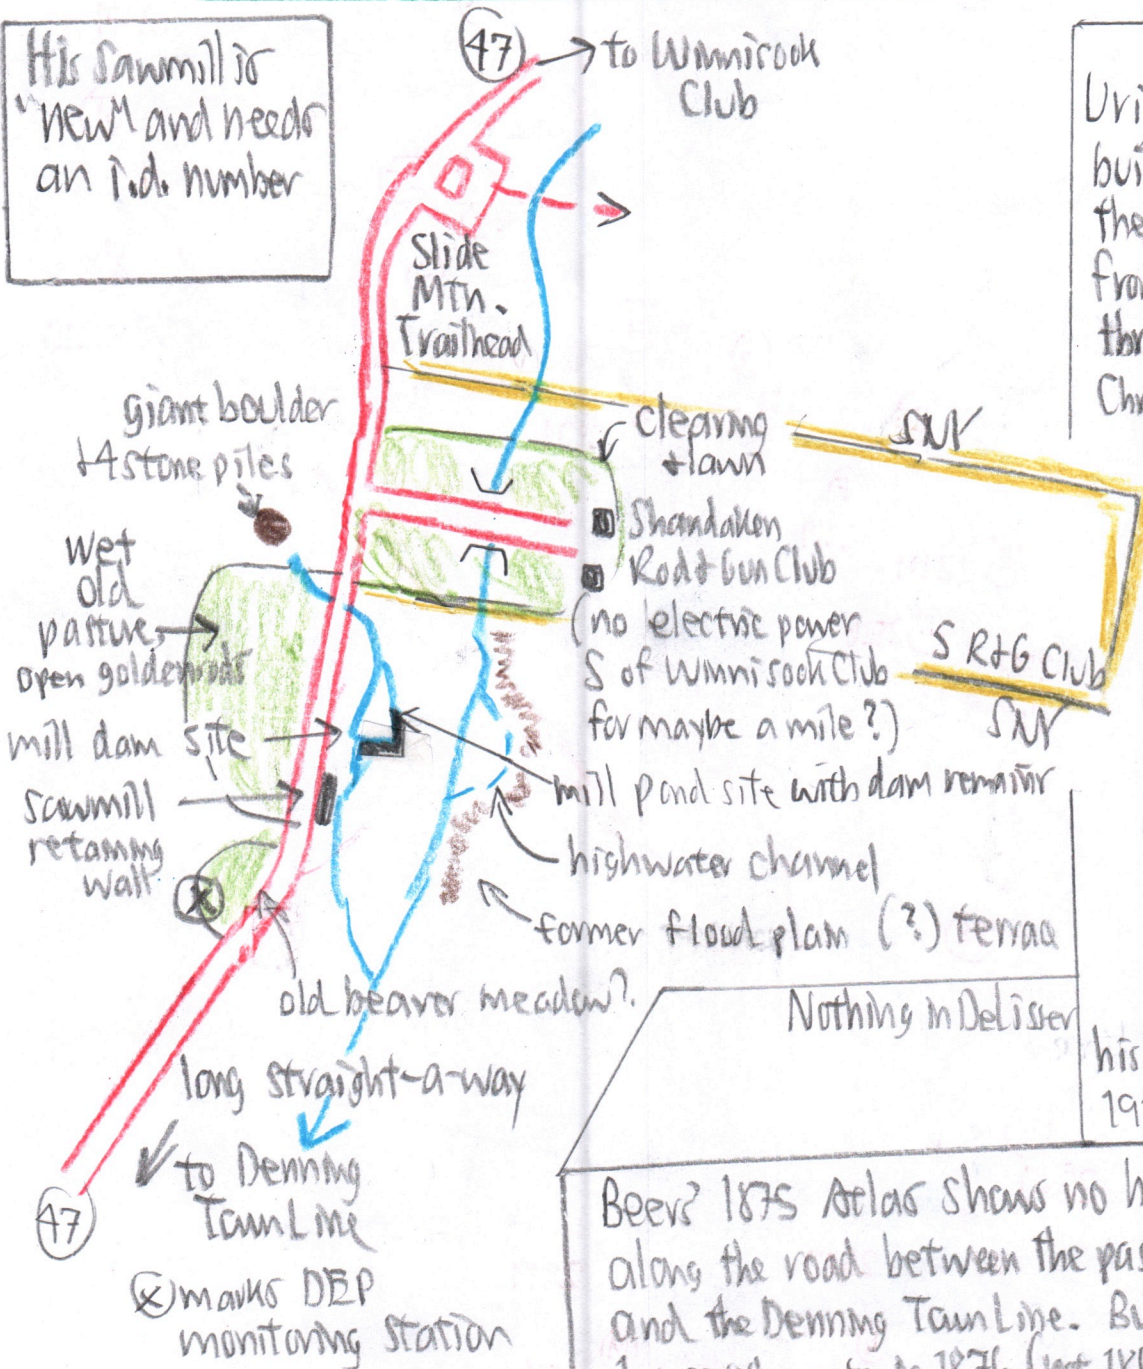 His sawmill is
"new" and needs
an i.d. number
47
to Winnisook
Club
Slide
Mtn.
Trailhead
giant boulder
+4 stone piles
wet
old
pasture,
open goldenrods
mill dam site
sawmill
retaining
wall
clearing
+ lawn
Shandaken
Rod + Gun Club
(no electric power
S of Winnisook Club
for maybe a mile?)
SNY
S R+G Club
SNY
mill pond site with dam remains
highwater channel
former flood plain (?) terrace
old beaver meadow?
long straight-a-way
to Denning
Town Line
47
X marks DEP
monitoring station
Nothing in DeLisser
his
Beers' 1875 Atlas shows no
along the road between the
and the Denning Town Line.